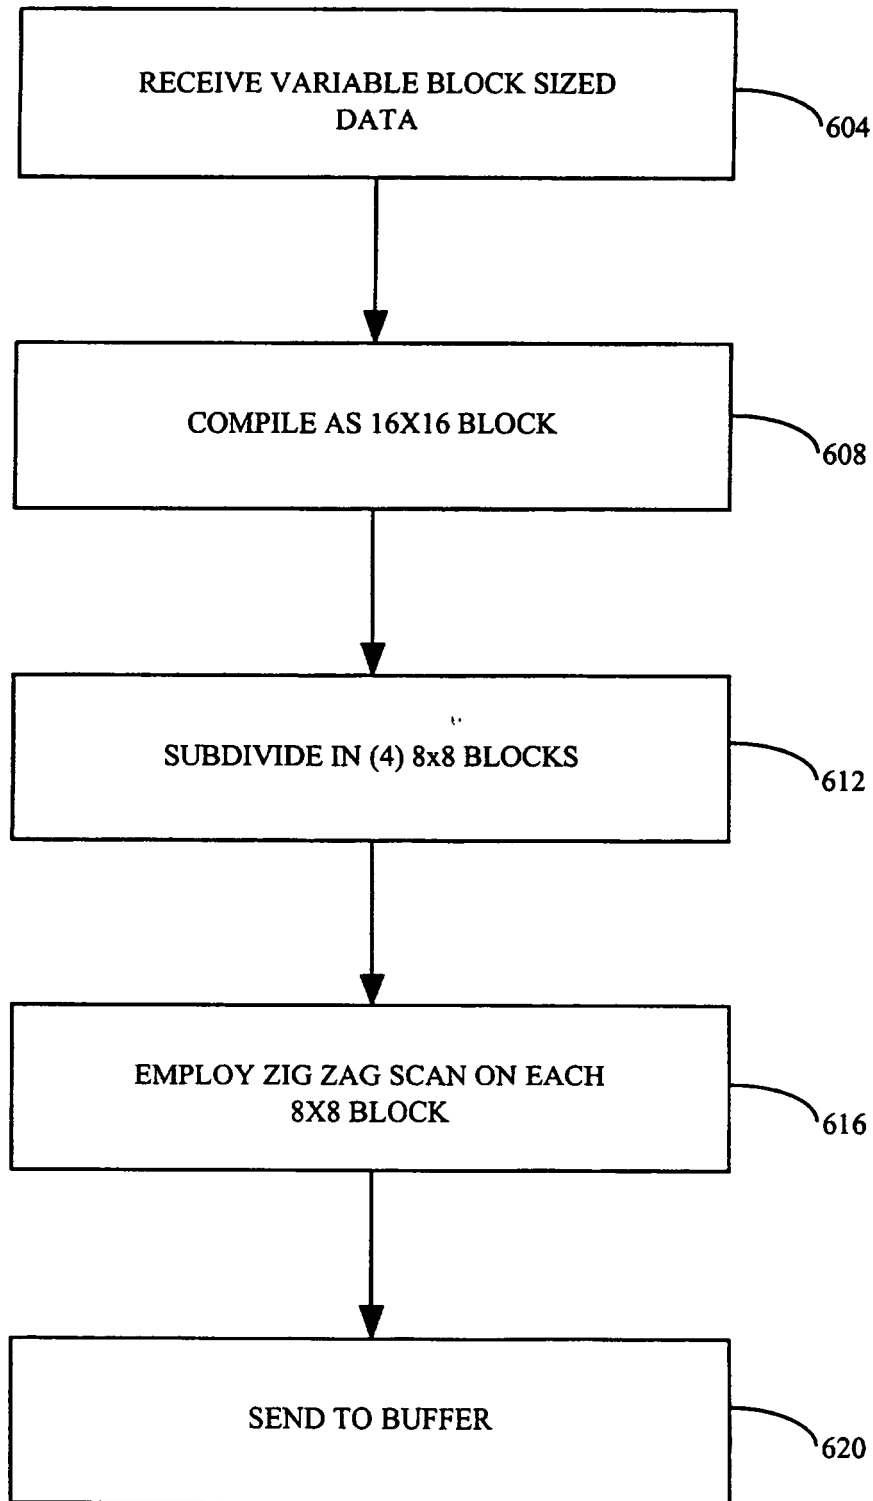 RECEIVE VARIABLE BLOCK SIZED
DATA
604
COMPILE AS 16X16 BLOCK
608
SUBDIVIDE IN (4) 8x8 BLOCKS
612
EMPLOY ZIG ZAG SCAN ON EACH
8X8 BLOCK
616
SEND TO BUFFER
620